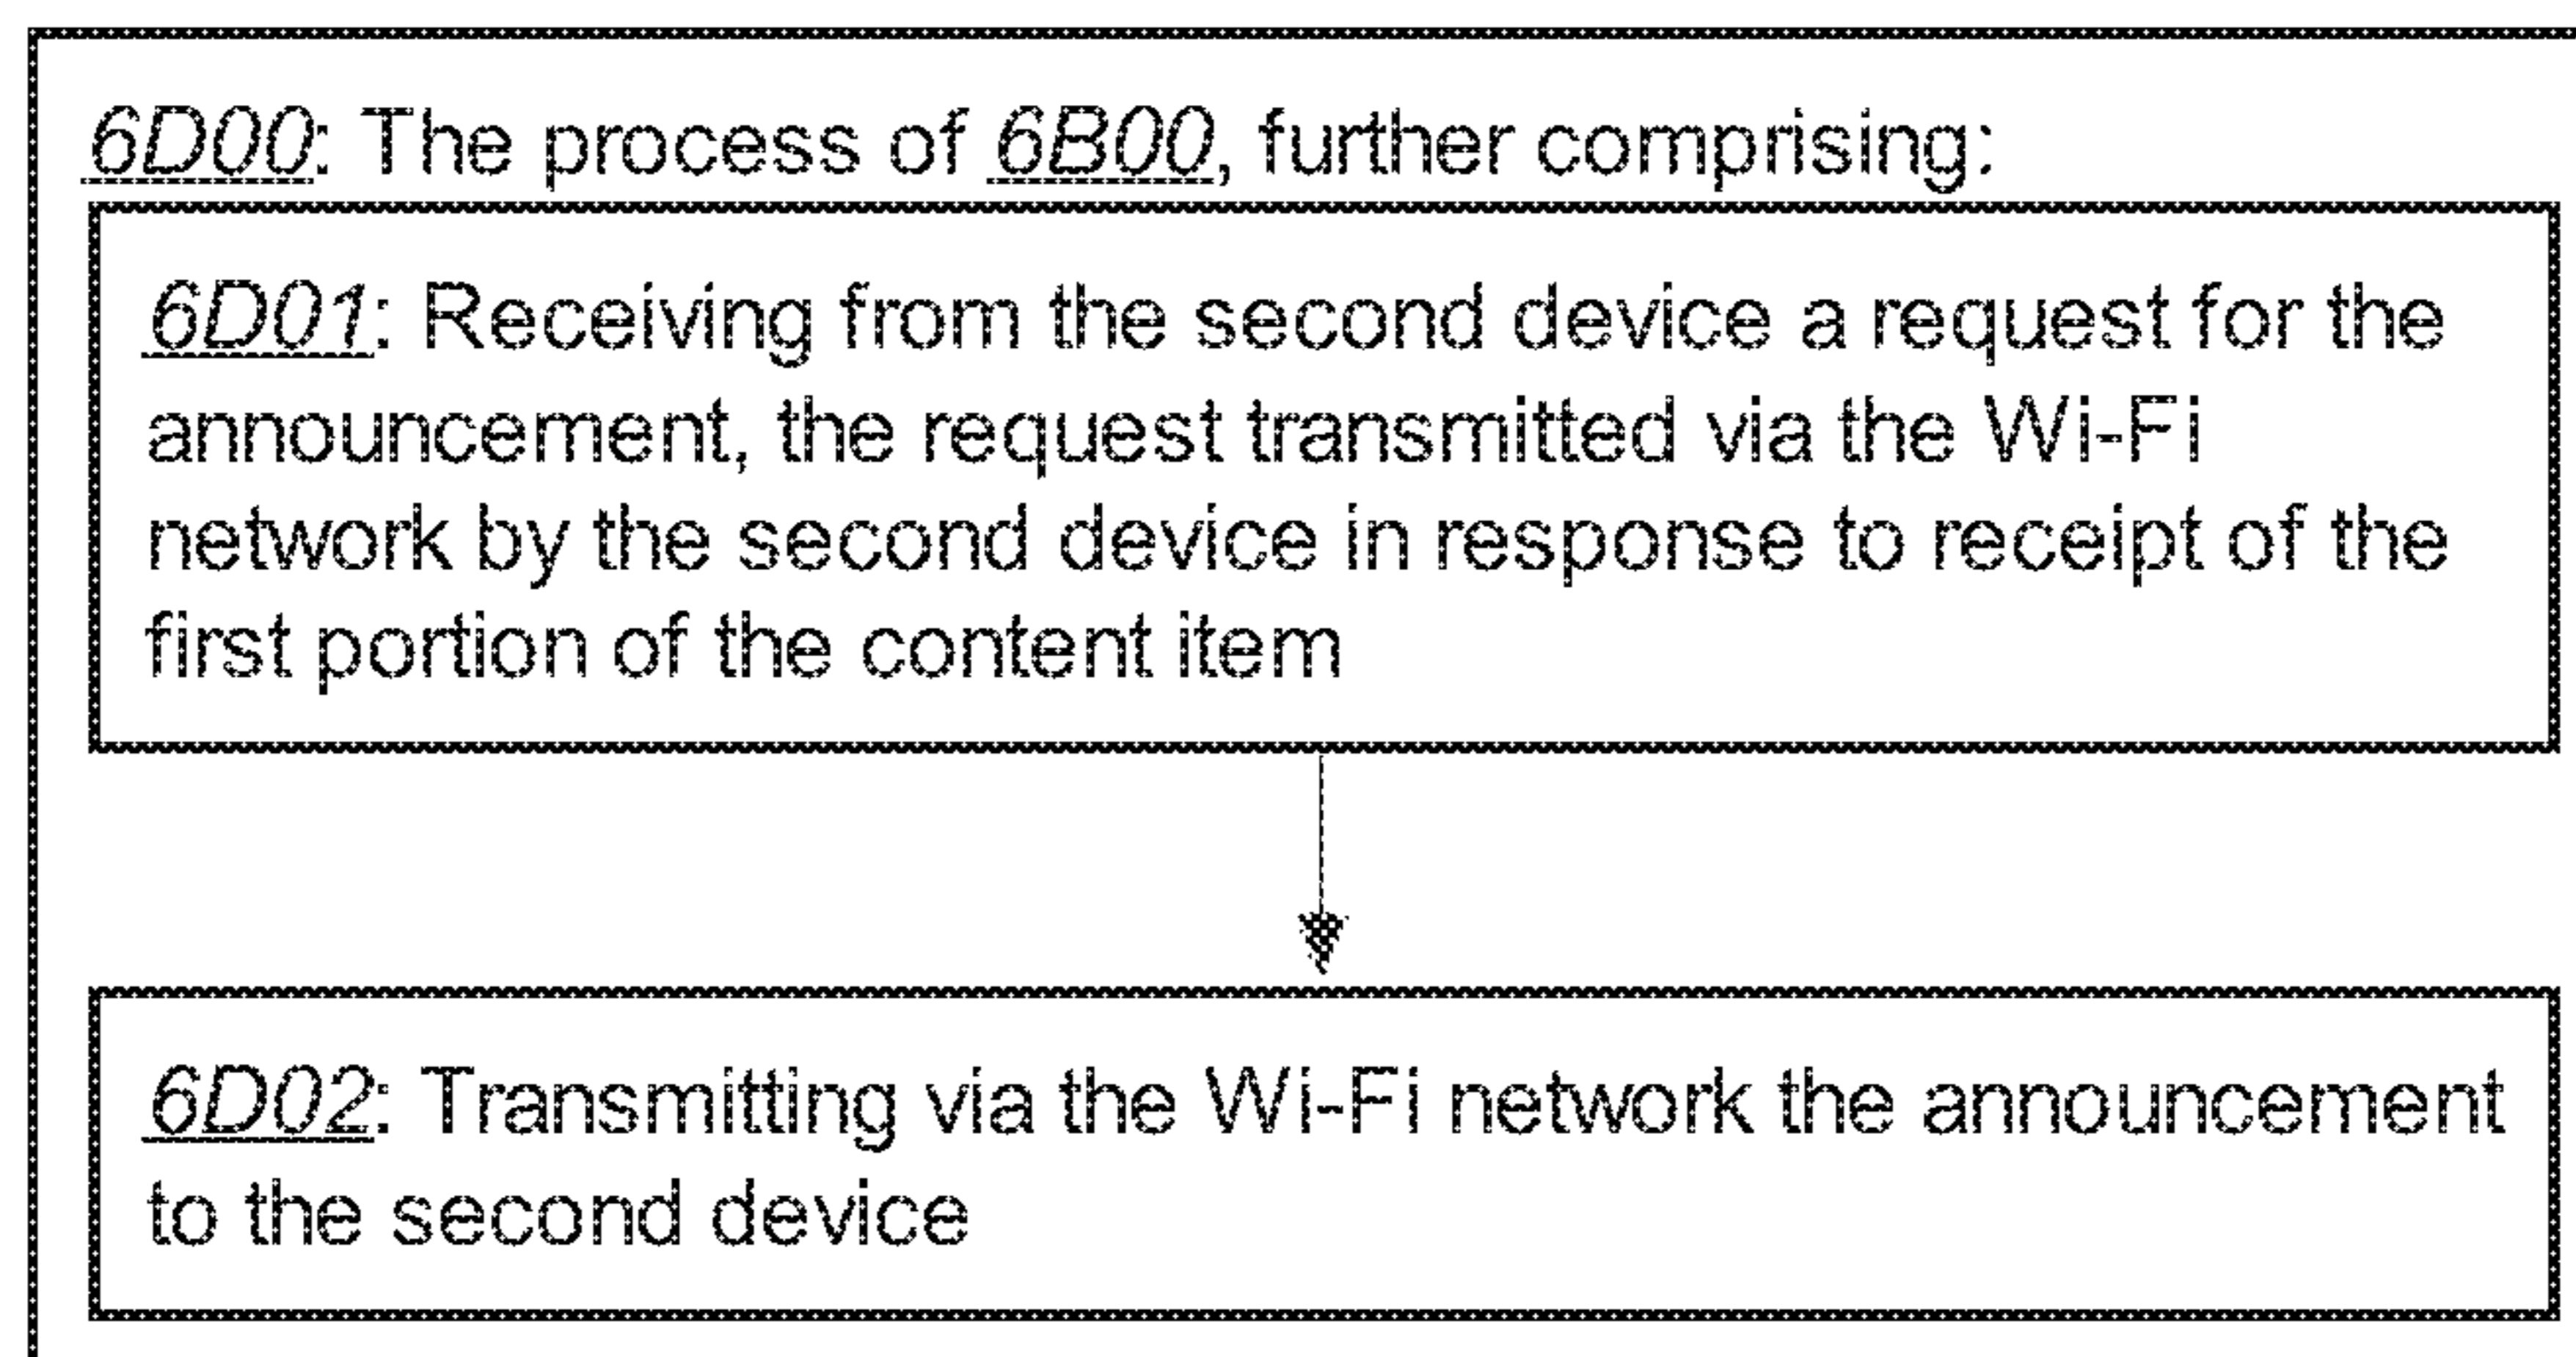 6D00: The process of 6B00, further comprising:
6D01: Receiving from the second device a request for the
announcement, the request transmitted via the Wi-Fi
network by the second device in response to receipt of the
first portion of the content item
6D02: Transmitting via the Wi-Fi network the announcement
to the second device